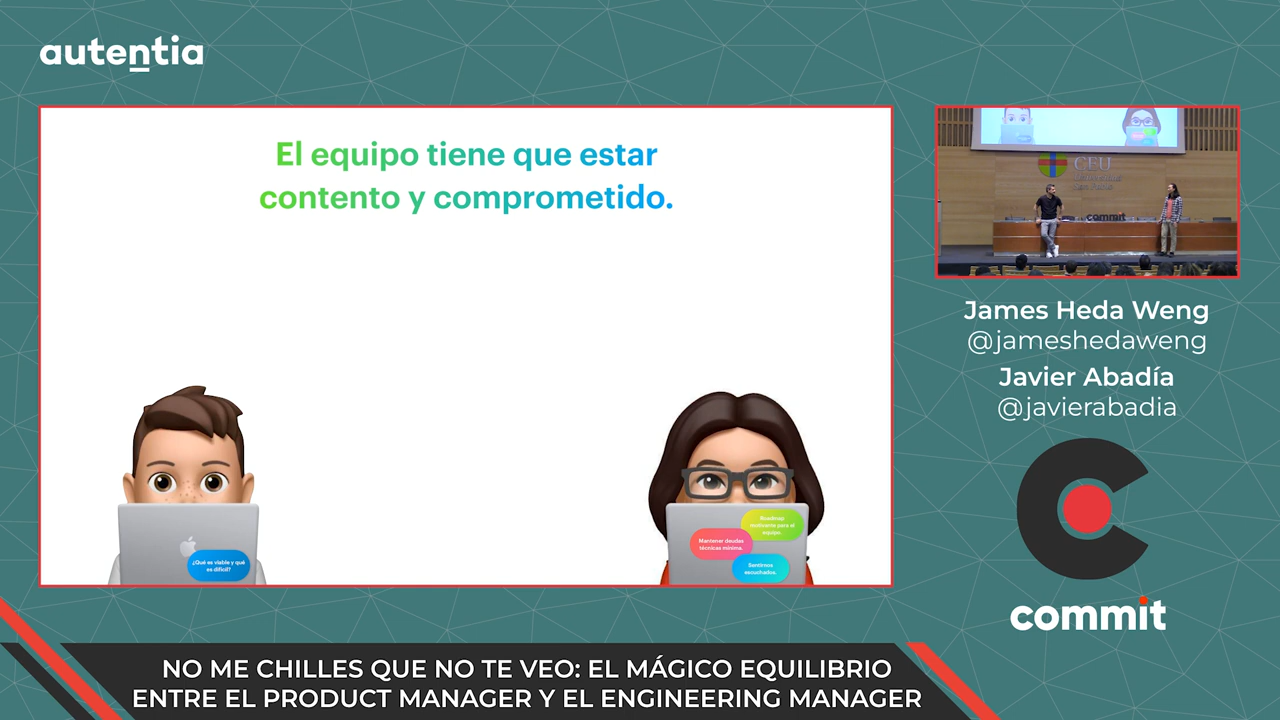 autentia
El equipo tiene que estar
contento y comprometido.
¿Qué es viable y qué
es difícil?
Roadmap
motivante para el
equipo.
Mantener deudas
técnicas mínima.
Sentirnos
escuchados.
CEU
commit
James Heda Weng
@jameshedaweng
Javier Abadía
@javierabadia
commit
NO ME CHILLES QUE NO TE VEO: EL MÁGICO EQUILIBRIO
ENTRE EL PRODUCT MANAGER Y EL ENGINEERING MANAGER